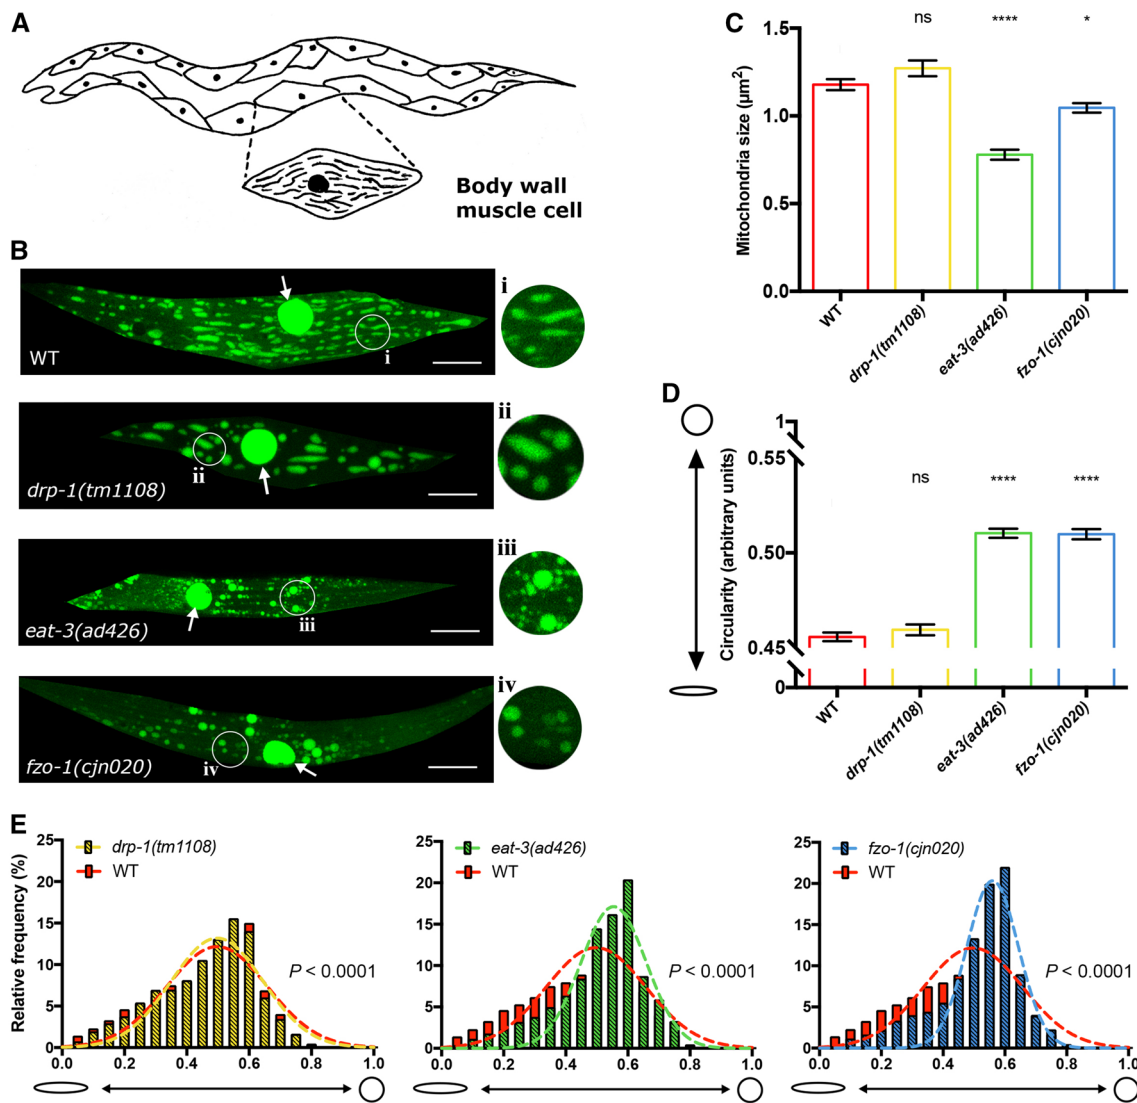 A
Body wall
muscle cell
B
WT
i
i
drp-1(tm1108)
ii
ii
eat-3(ad426)
iii
iii
fzo-1(cjn020)
iv
iv
C
Mitochondria size (µm²)
1.5
1.0
0.5
0.0
ns
****
*
WT
drp-1(tm1108)
eat-3(ad426)
fzo-1(cjn020)
D
Circularity (arbitrary units)
1
0.55
0.50
0.45
0
ns
****
****
WT
drp-1(tm1108)
eat-3(ad426)
fzo-1(cjn020)
E
Relative frequency (%)
25
20
15
10
5
0
drp-1(tm1108)
WT
P < 0.0001
0.0 0.2 0.4 0.6 0.8 1.0
25
20
15
10
5
0
eat-3(ad426)
WT
P < 0.0001
0.0 0.2 0.4 0.6 0.8 1.0
25
20
15
10
5
0
fzo-1(cjn020)
WT
P < 0.0001
0.0 0.2 0.4 0.6 0.8 1.0